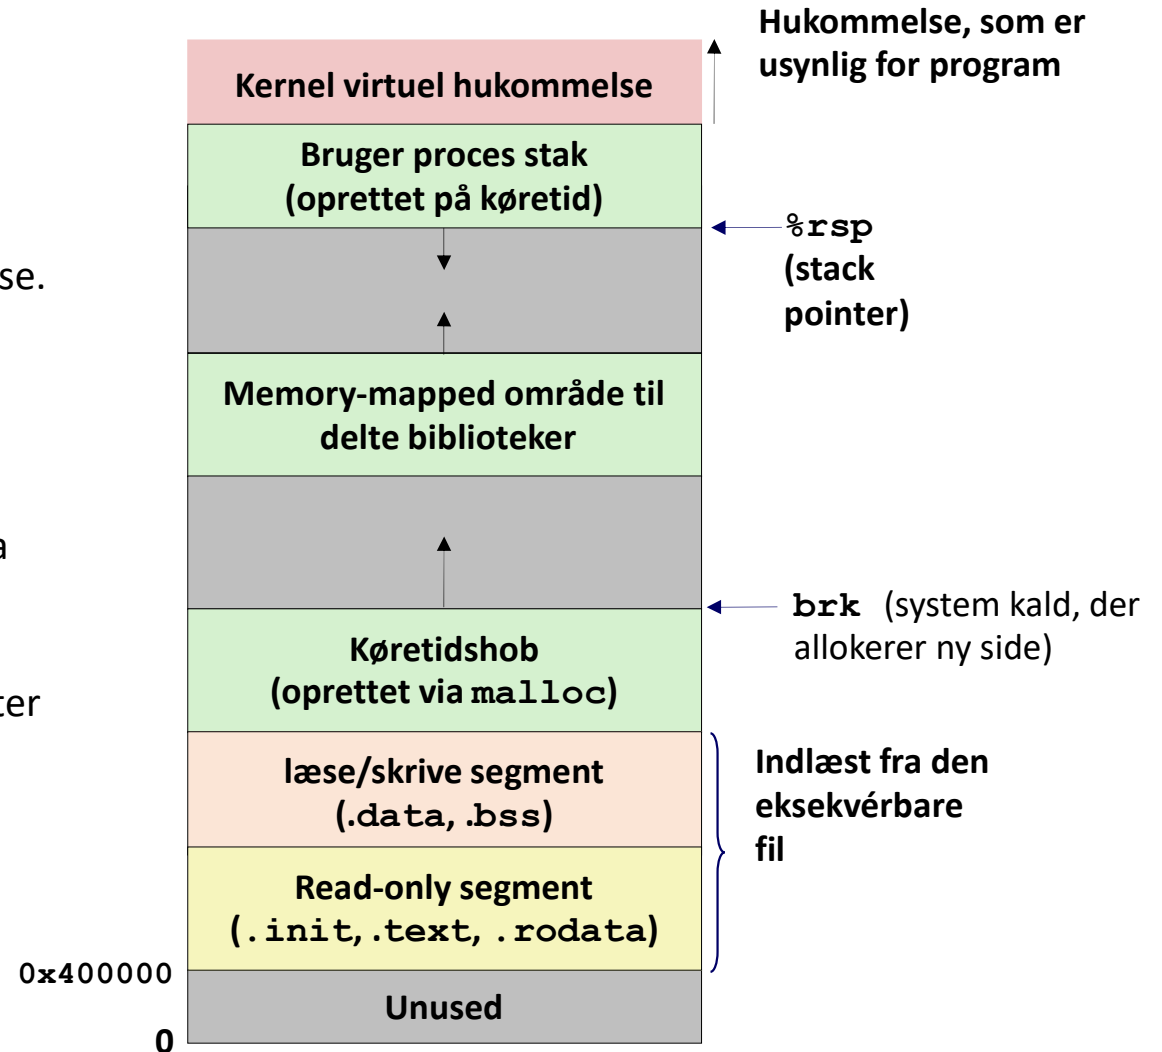 Hukommelse, som er
usynlig for program
Kernel virtuel hukommelse
Bruger proces stak
(oprettet på køretid)
%rsp
(stack
pointer)
se.
Memory-mapped område til
delte biblioteker
a
brk (system kald, der
allokerer ny side)
Køretidshob
(oprettet via malloc)
ter
læse/skrive segment
(.data, .bss)
Indlæst fra den
eksekvérbare
fil
Read-only segment
(.init, .text, .rodata)
0x400000
Unused
0